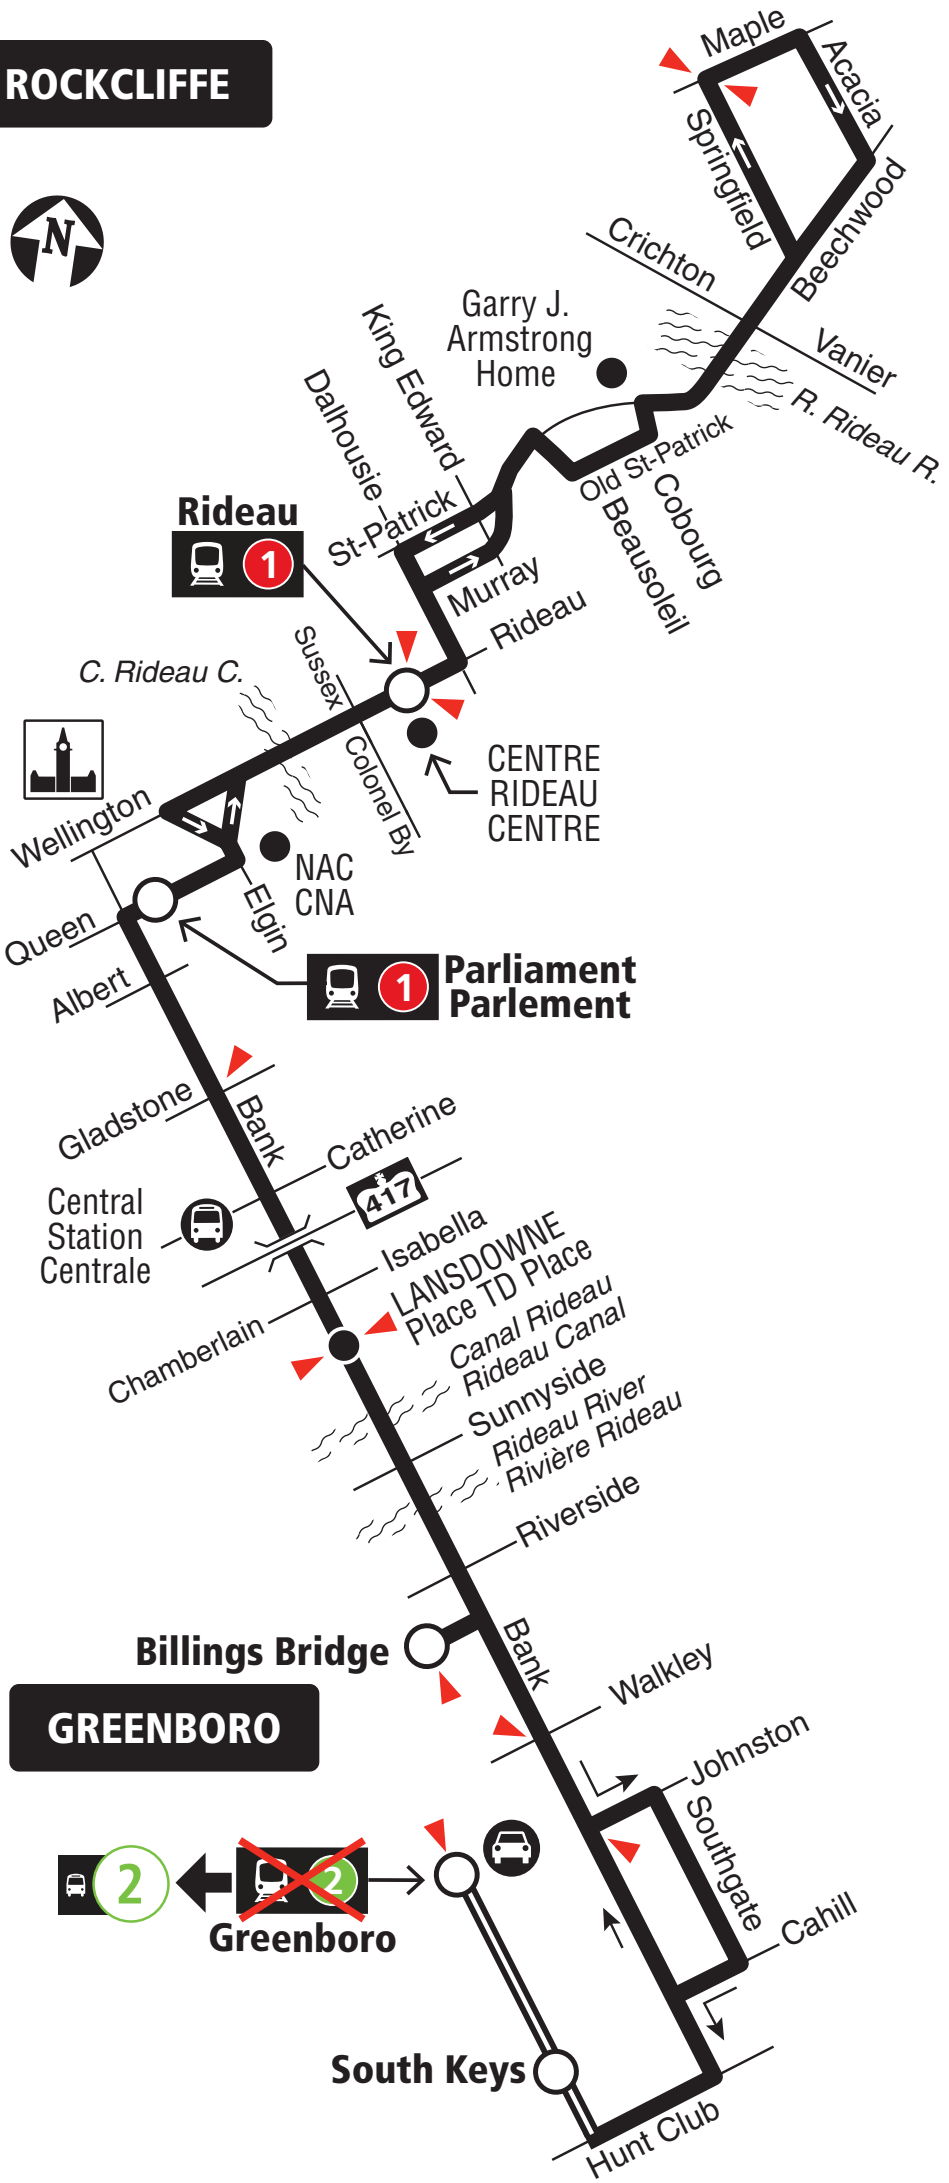 ROCKCLIFFE
N
Maple
Acacia
Springfield
Beechwood
Crichton
Vanier
Garry J.
Armstrong
Home
King Edward
Dalhousie
R. Rideau R.
Old St-Patrick
Cobourg
Beausoleil
St-Patrick
Murray
Rideau
Rideau
1
Sussex
Colonel By
C. Rideau C.
CENTRE
RIDEAU
CENTRE
Wellington
NAC
CNA
Elgin
Queen
Albert
Parliament
Parlement
1
Gladstone
Bank
Catherine
417
Central
Station
Centrale
Isabella
Chamberlain
LANSDOWNE
Place TD Place
Canal Rideau
Rideau Canal
Sunnyside
Rideau River
Rivière Rideau
Riverside
Billings Bridge
Bank
Walkley
GREENBORO
Johnston
Southgate
Cahill
2
2
Greenboro
South Keys
Hunt Club